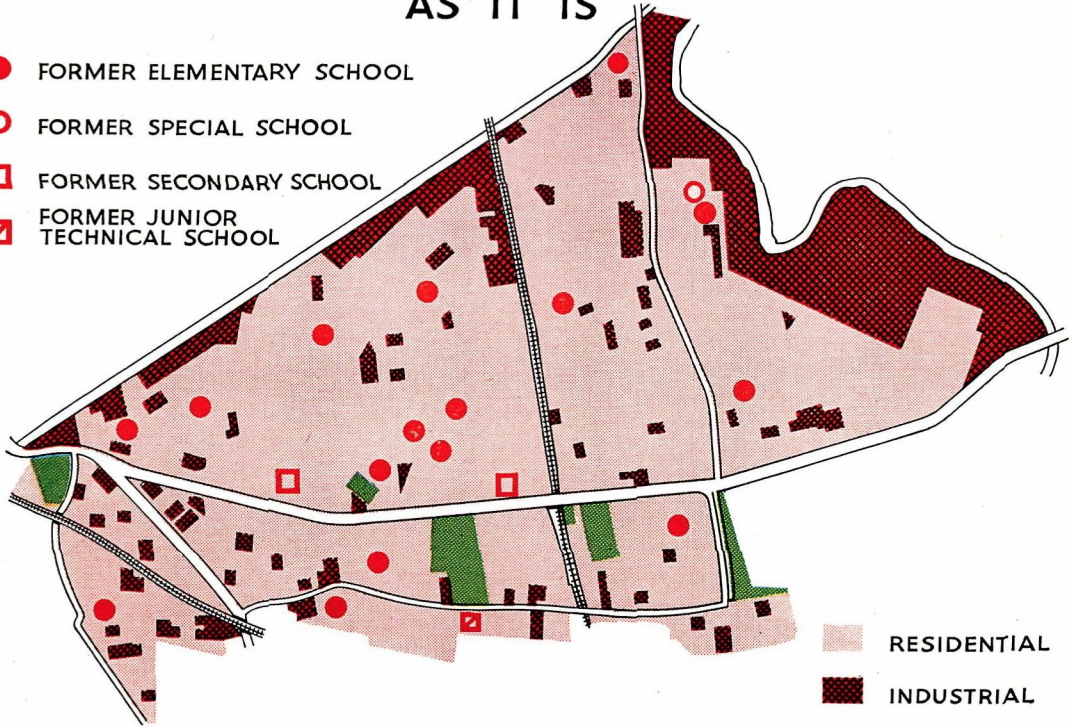 AS IT IS
FORMER ELEMENTARY SCHOOL
FORMER SPECIAL SCHOOL
FORMER SECONDARY SCHOOL
FORMER JUNIOR
TECHNICAL SCHOOL
RESIDENTIAL
INDUSTRIAL